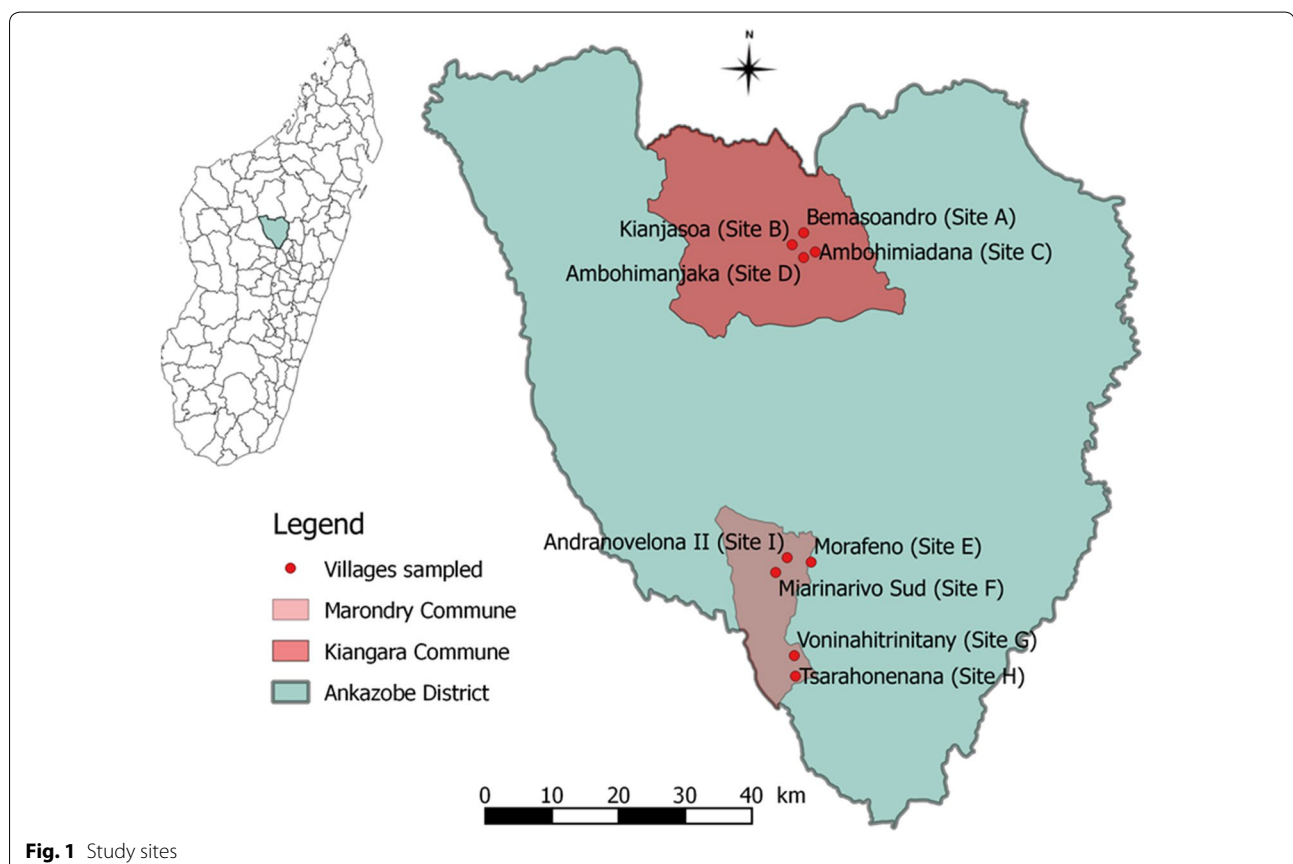 N
Bemasoandro (Site A)
Kianjasoa (Site B)
Ambohimiadana (Site C)
Ambohimanjaka (Site D)
Legend
Villages sampled
Marondry Commune
Kiangara Commune
Ankazobe District
Andranovelona II (Site I)
Morafeno (Site E)
Miarinarivo Sud (Site F)
Voninahitrinitany (Site G)
Tsarahonenana (Site H)
0 10 20 30 40 km
Fig. 1 Study sites